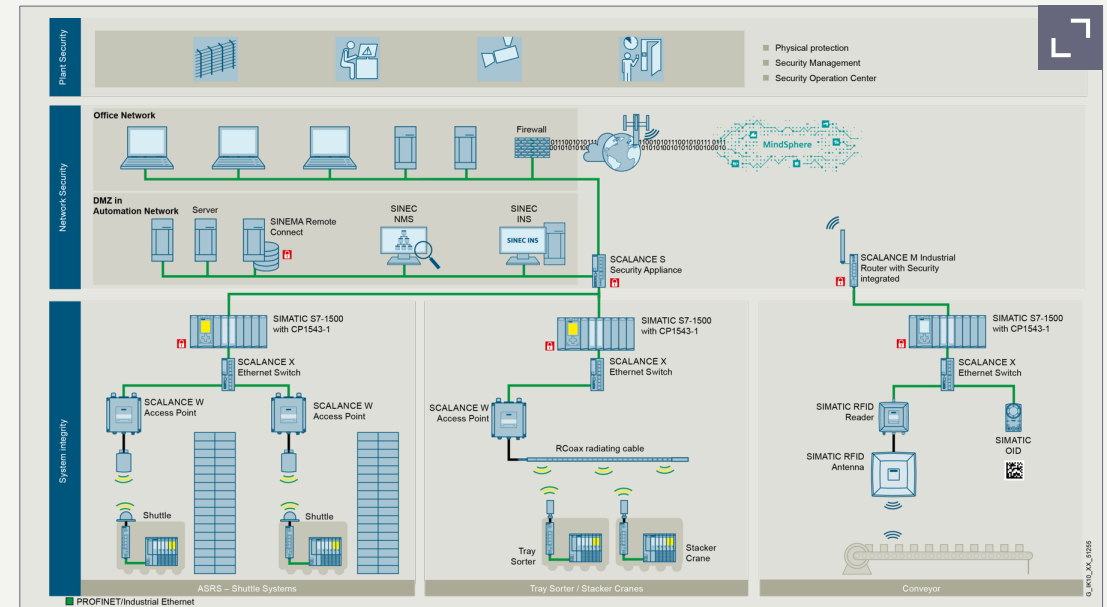 Plant Security
Physical protection
Security Management
Security Operation Center
Network Security
Office Network
Firewall
MindSphere
DMZ in
Automation Network
Server
SINEMA Remote
Connect
SINEC
NMS
SINEC
INS
SINEC INS
SCALANCE S
Security Appliance
SCALANCE M Industrial
Router with Security
integrated
System integrity
SIMATIC S7-1500
with CP1543-1
SCALANCE X
Ethernet Switch
SCALANCE W
Access Point
SCALANCE W
Access Point
Shuttle
Shuttle
ASRS – Shuttle Systems
SIMATIC S7-1500
with CP1543-1
SCALANCE X
Ethernet Switch
SCALANCE W
Access Point
RCoax radiating cable
Tray
Sorter
Stacker
Crane
Tray Sorter / Stacker Cranes
SIMATIC S7-1500
with CP1543-1
SCALANCE X
Ethernet Switch
SIMATIC RFID
Reader
SIMATIC
OID
SIMATIC RFID
Antenna
Conveyor
G_IK10_XX_51255
PROFINET/Industrial Ethernet